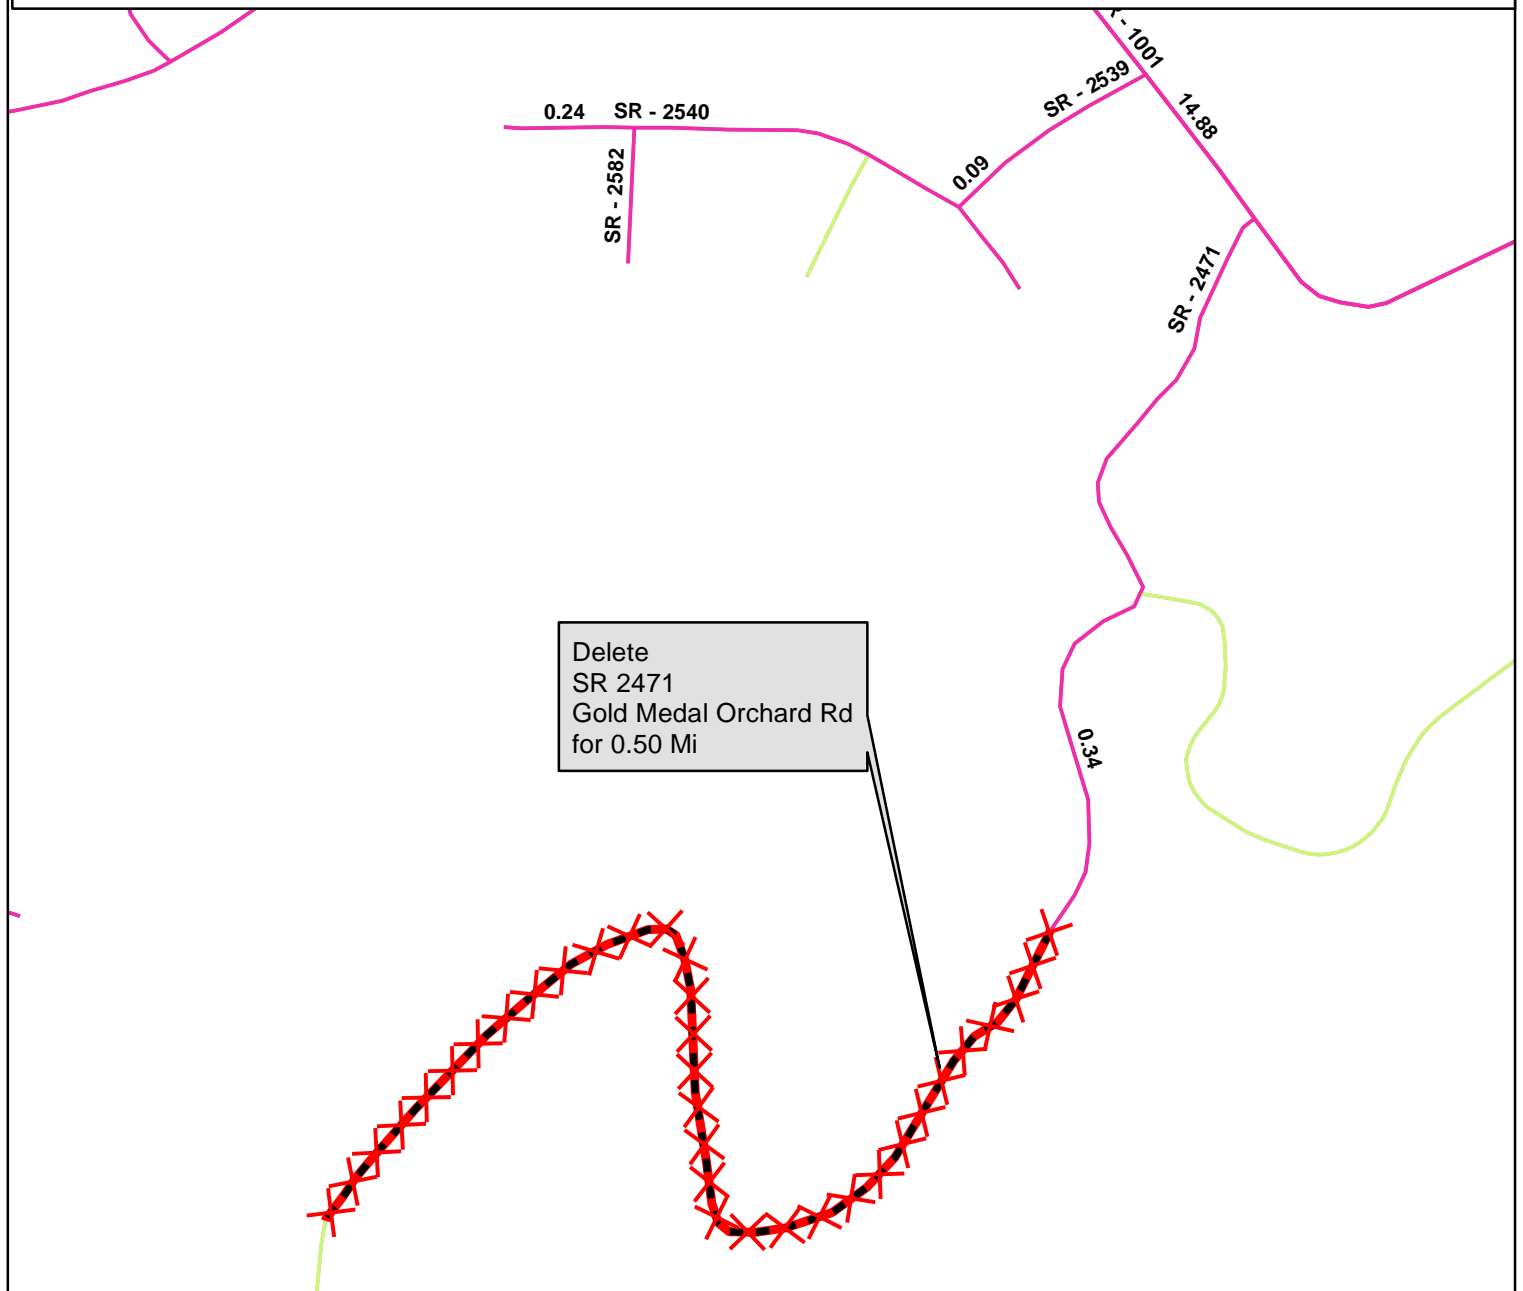 R - 1001
SR - 2539
14.88
0.24 SR - 2540
SR - 2582
0.09
SR - 2471
Delete
SR 2471
Gold Medal Orchard Rd
for 0.50 Mi
0.34